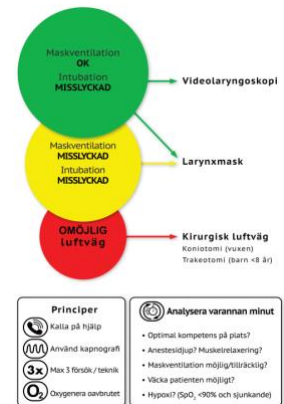 Maskventilation
OK
Intubation
MISSLYCKAD
Videolaryngoskopi
Maskventilation
MISSLYCKAD
Intubation
MISSLYCKAD
Larynxmask
OMÖJLIG
luftväg
Kirurgisk luftväg
Koniotomi (vuxen)
Trakeotomi (barn <8 år)
Principer
Kalla på hjälp
Använd kapnografi
3x Max 3 försök / teknik
O₂ Oxygenera oavbrutet
Analysera varannan minut
• Optimal kompetens på plats?
• Anestesidjup? Muskelrelaxering?
• Maskventilation möjlig/tillräcklig?
• Väcka patienten möjligt?
• Hypoxi? (SpO₂ <90% och sjunkande)